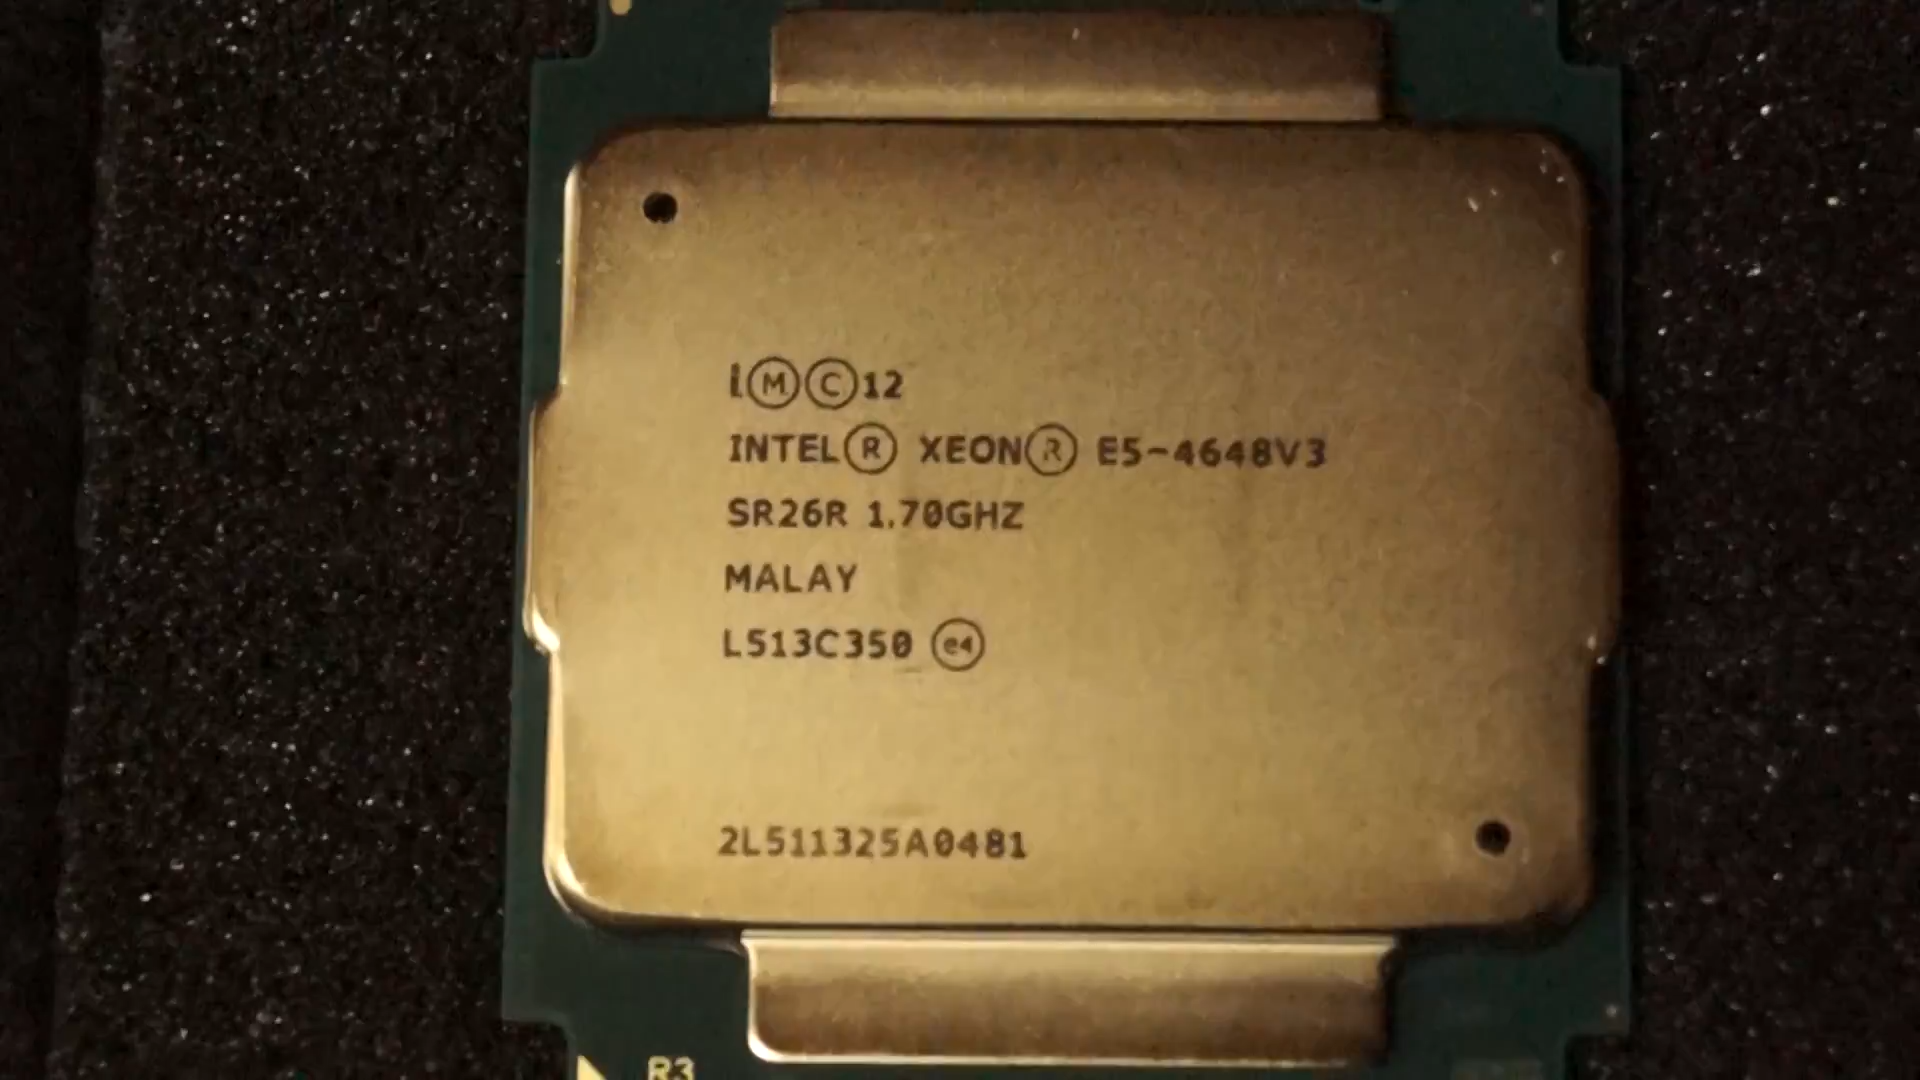 i Ⓜ Ⓒ 12
INTEL® XEON® E5-4648V3
SR26R 1.70GHZ
MALAY
L513C350 (e4)
2L511325A0481
R3